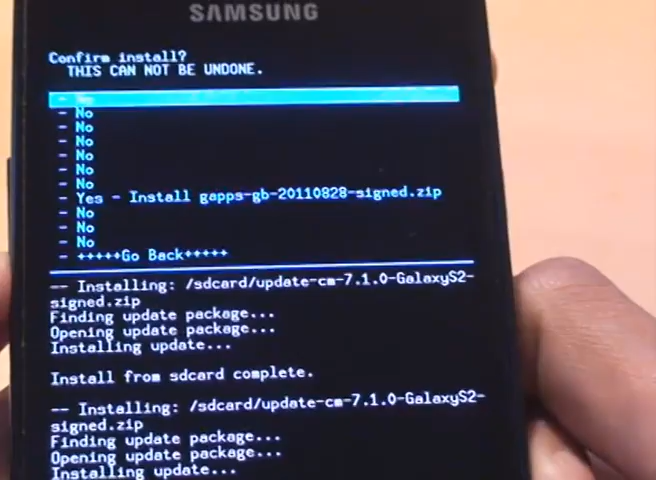 SAMSUNG
Confirm install?
THIS CAN NOT BE UNDONE.
- No
- No
- No
- No
- No
- No
- No
- Yes - Install gapps-gb-20110828-signed.zip
- No
- No
- No
- +++++Go Back+++++
-- Installing: /sdcard/update-cm-7.1.0-GalaxyS2-
signed.zip
Finding update package...
Opening update package...
Installing update...
Install from sdcard complete.
-- Installing: /sdcard/update-cm-7.1.0-GalaxyS2-
signed.zip
Finding update package...
Opening update package...
Installing update...